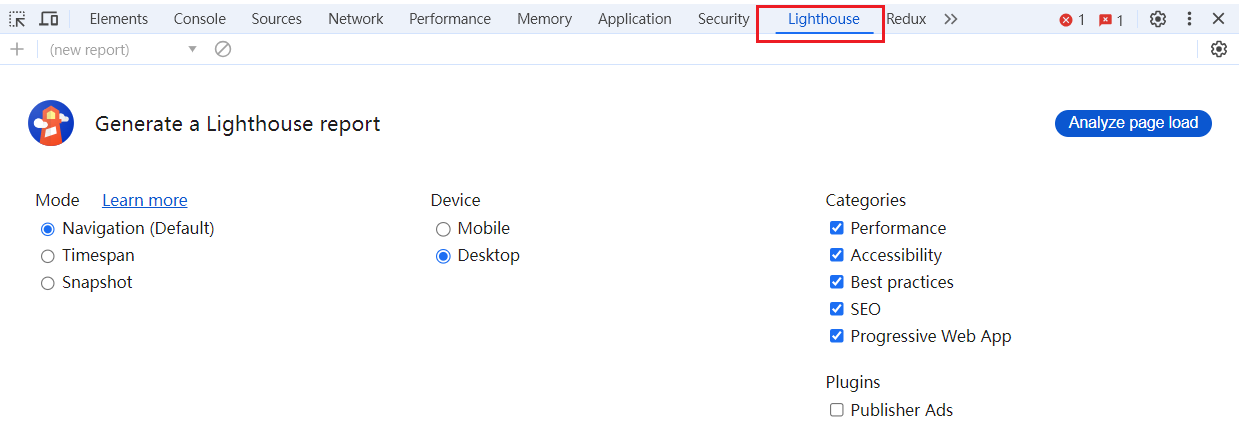 Elements Console Sources Network Performance Memory Application Security Lighthouse Redux 1 1
(new report)
Generate a Lighthouse report
Analyze page load
Mode Learn more Device Categories
Navigation (Default) Mobile Performance
Timespan Desktop Accessibility
Snapshot Best practices
SEO
Progressive Web App
Plugins
Publisher Ads